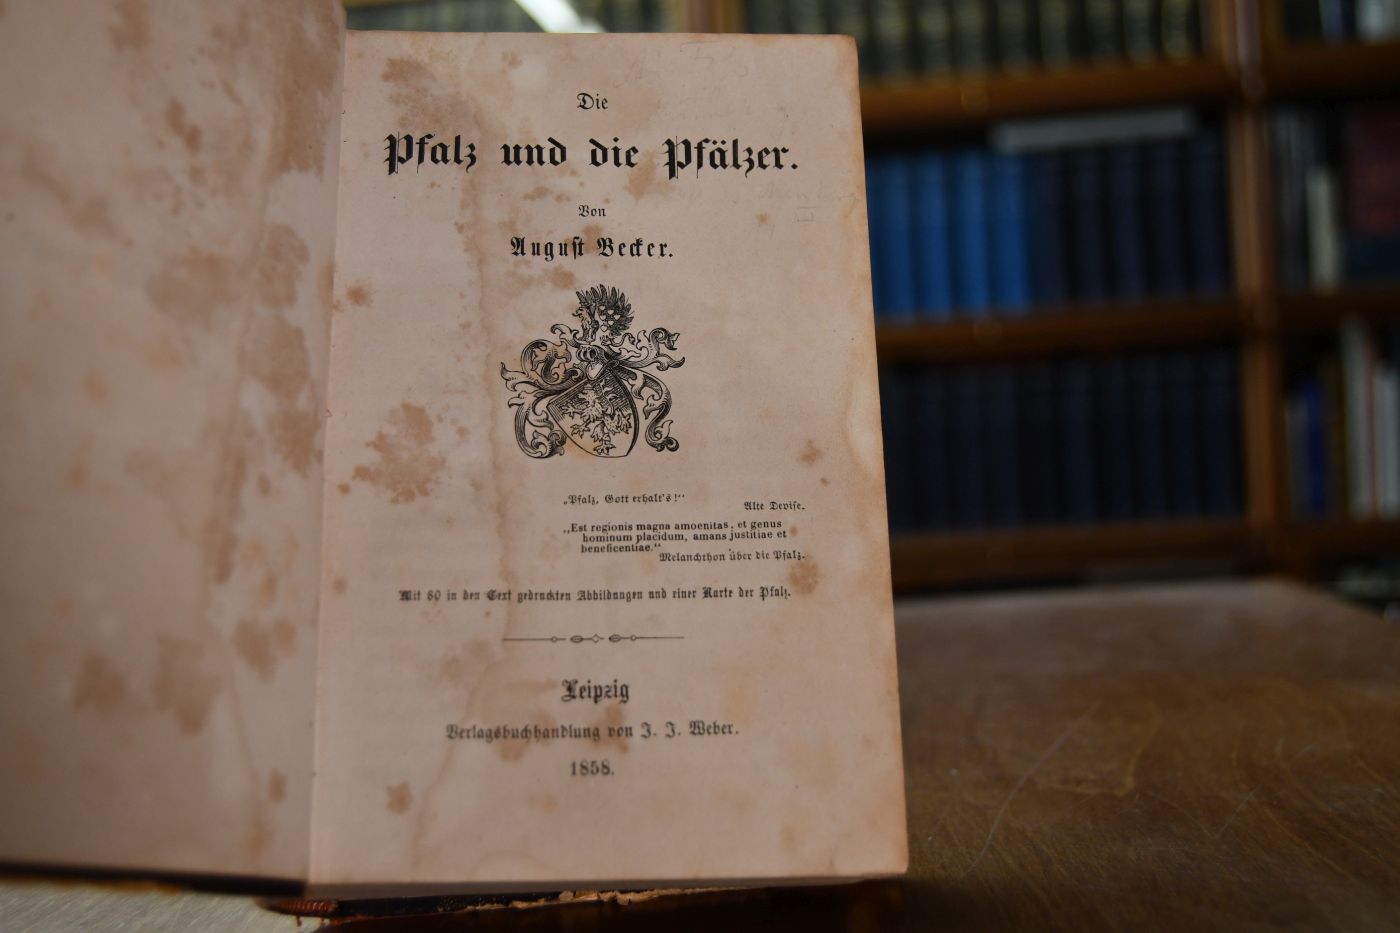 Die
Pfalz und die Pfälzer.
Von
August Becker.
„Pfalz, Gott erhalt's!“
Alte Devise.
„Est regionis magna amoenitas, et genus
hominum placidum, amans justitiae et
beneficentiae.“
Melanchthon über die Pfalz.
Mit 80 in den Text gedruckten Abbildungen und einer Karte der Pfalz.
Leipzig
Verlagsbuchhandlung von J. J. Weber.
1858.